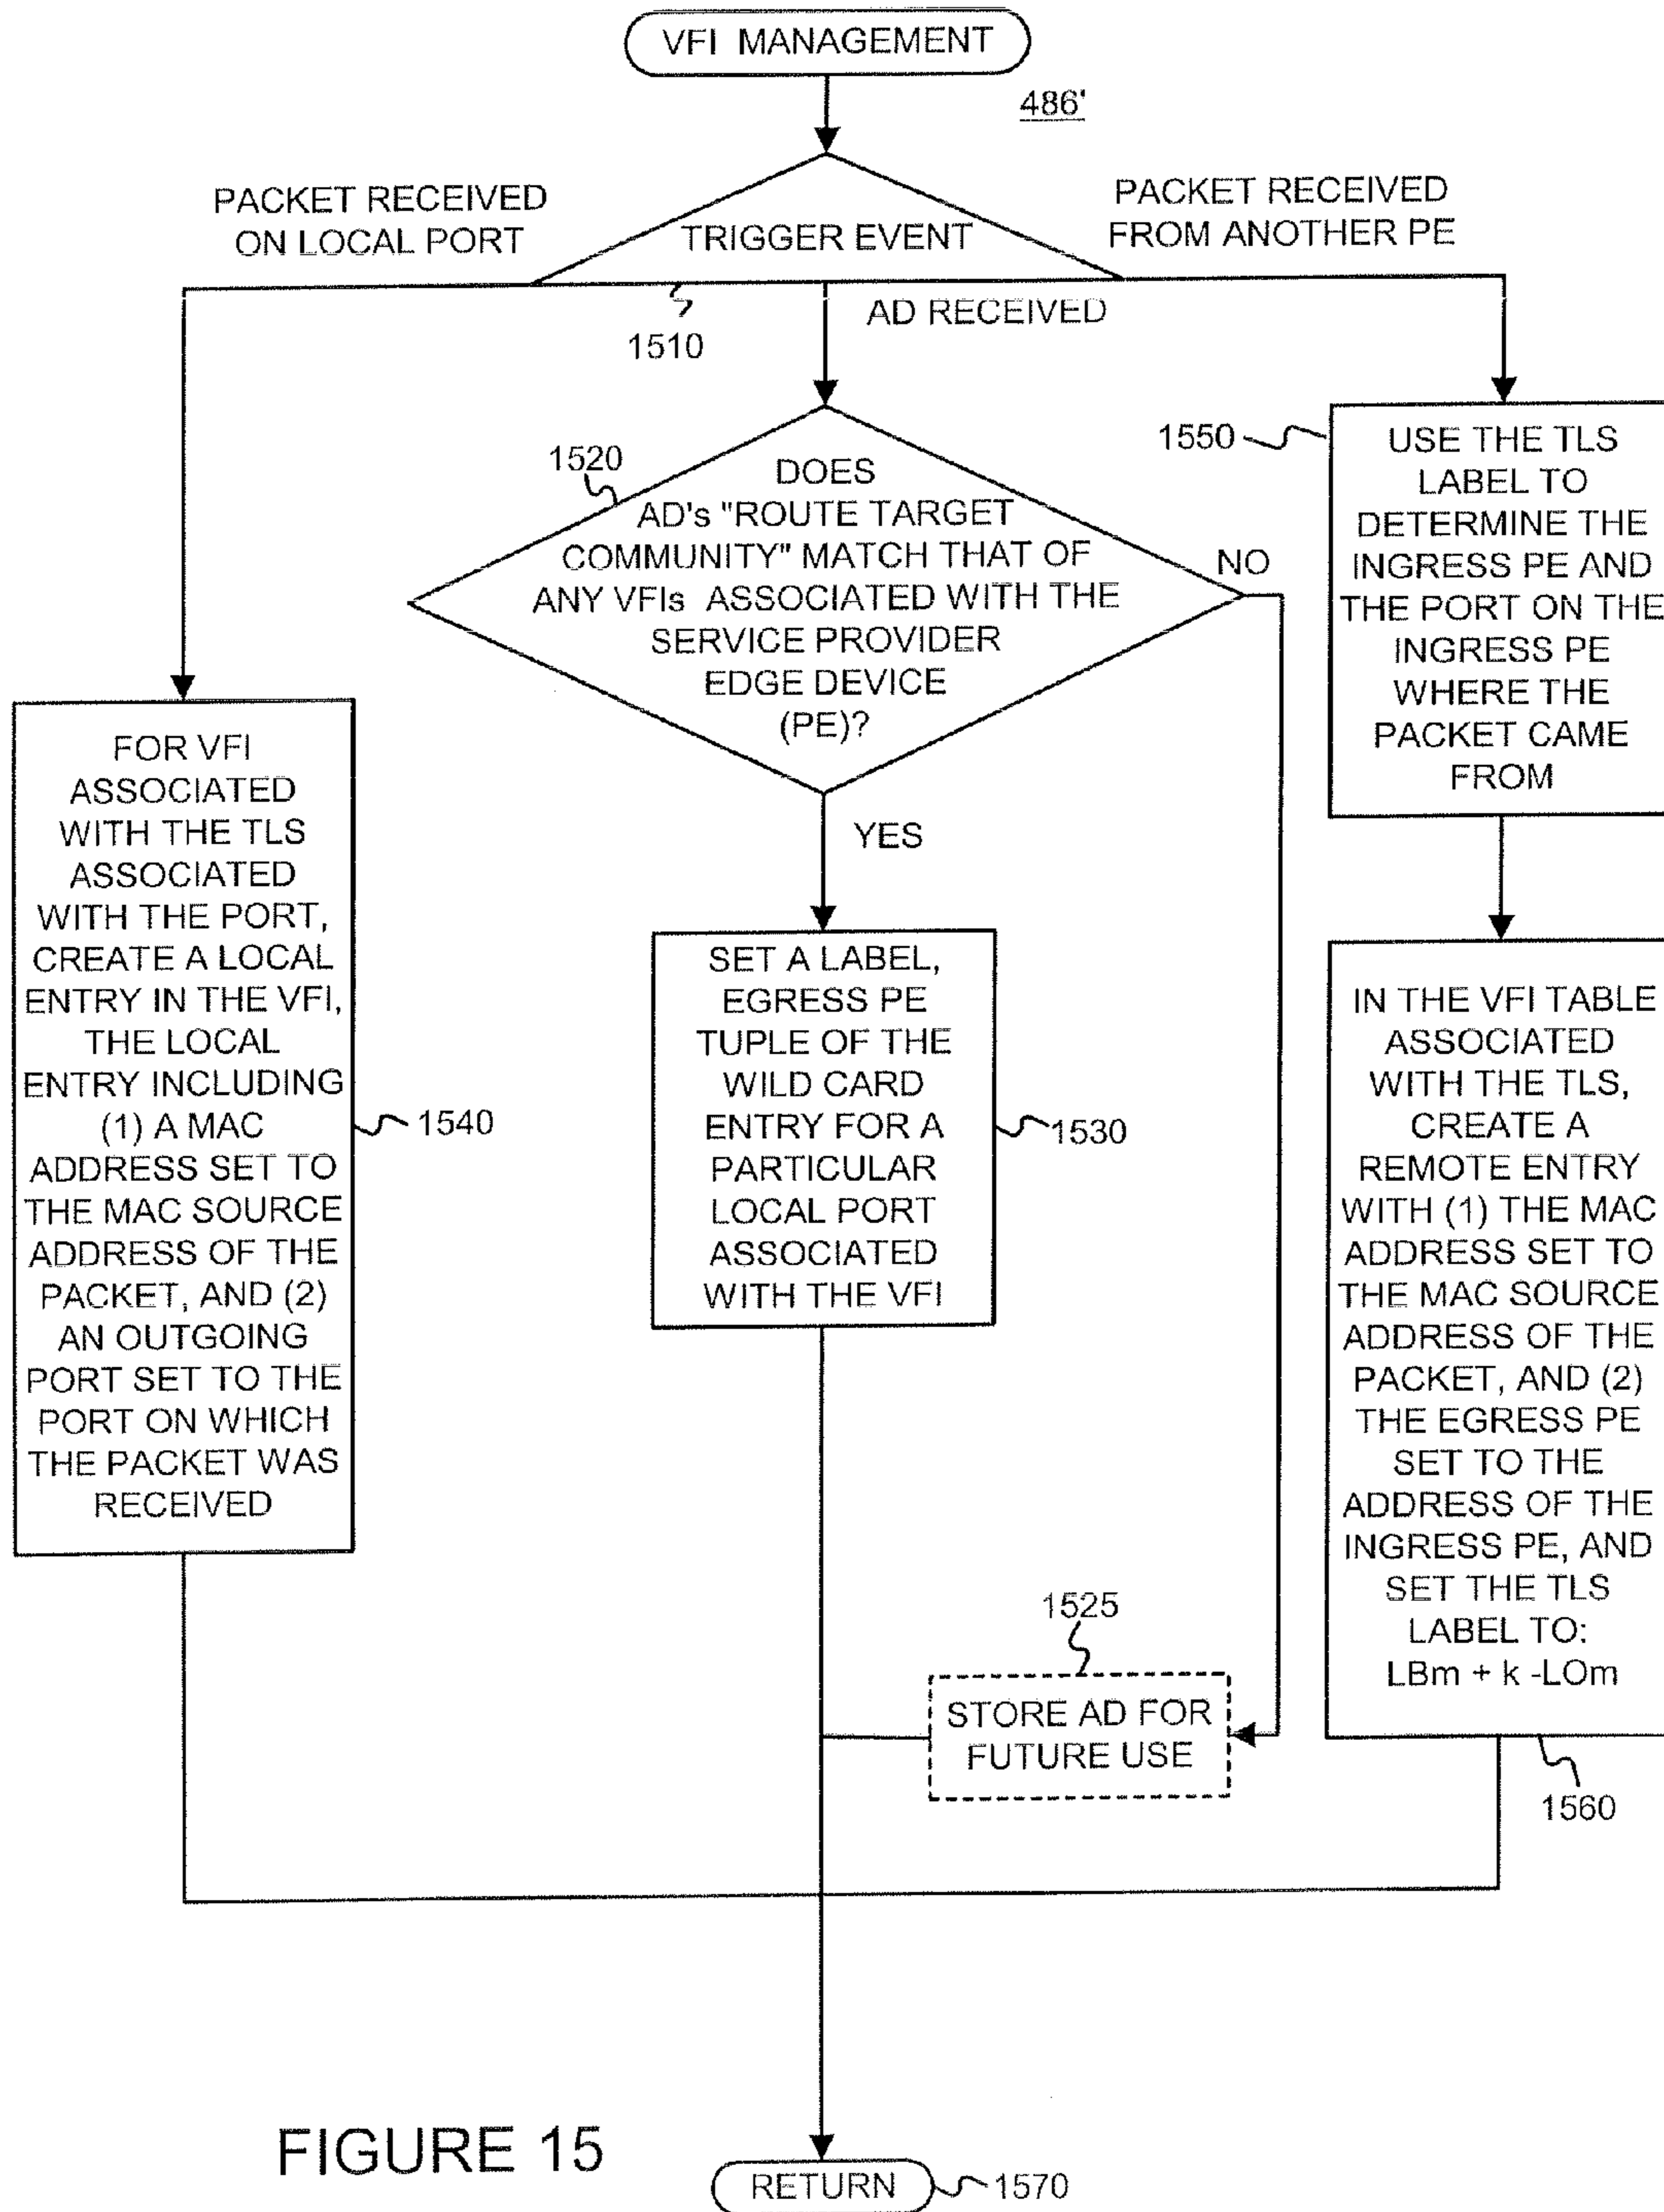 VFI MANAGEMENT
486'
PACKET RECEIVED
ON LOCAL PORT
TRIGGER EVENT
PACKET RECEIVED
FROM ANOTHER PE
1510
AD RECEIVED
1520
DOES
AD's "ROUTE TARGET
COMMUNITY" MATCH THAT OF
ANY VFIs ASSOCIATED WITH THE
SERVICE PROVIDER
EDGE DEVICE
(PE)?
NO
YES
1550
USE THE TLS
LABEL TO
DETERMINE THE
INGRESS PE AND
THE PORT ON THE
INGRESS PE
WHERE THE
PACKET CAME
FROM
FOR VFI
ASSOCIATED
WITH THE TLS
ASSOCIATED
WITH THE PORT,
CREATE A LOCAL
ENTRY IN THE VFI,
THE LOCAL
ENTRY INCLUDING
(1) A MAC
ADDRESS SET TO
THE MAC SOURCE
ADDRESS OF THE
PACKET, AND (2)
AN OUTGOING
PORT SET TO THE
PORT ON WHICH
THE PACKET WAS
RECEIVED
1540
SET A LABEL,
EGRESS PE
TUPLE OF THE
WILD CARD
ENTRY FOR A
PARTICULAR
LOCAL PORT
ASSOCIATED
WITH THE VFI
1530
IN THE VFI TABLE
ASSOCIATED
WITH THE TLS,
CREATE A
REMOTE ENTRY
WITH (1) THE MAC
ADDRESS SET TO
THE MAC SOURCE
ADDRESS OF THE
PACKET, AND (2)
THE EGRESS PE
SET TO THE
ADDRESS OF THE
INGRESS PE, AND
SET THE TLS
LABEL TO:
LBm + k -LOm
1560
1525
STORE AD FOR
FUTURE USE
FIGURE 15
RETURN
1570